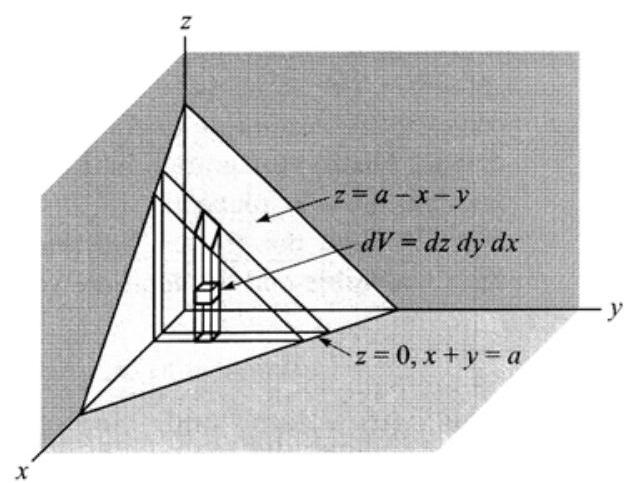 z
z = a – x – y
dV = dz dy dx
y
z = 0, x + y = a
x